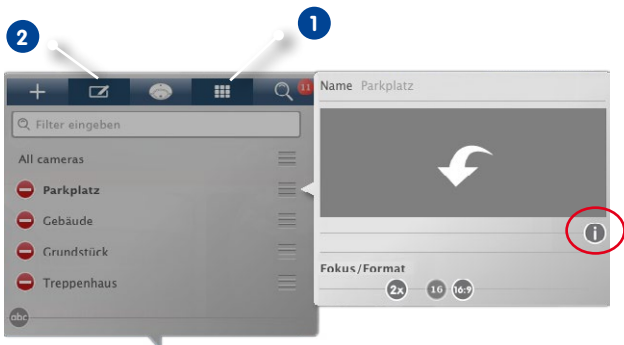 1
2
11
Filter eingeben
All cameras
Parkplatz
Gebäude
Grundstück
Treppenhaus
abc
Name Parkplatz
i
Fokus/Format
2x 16 16:9